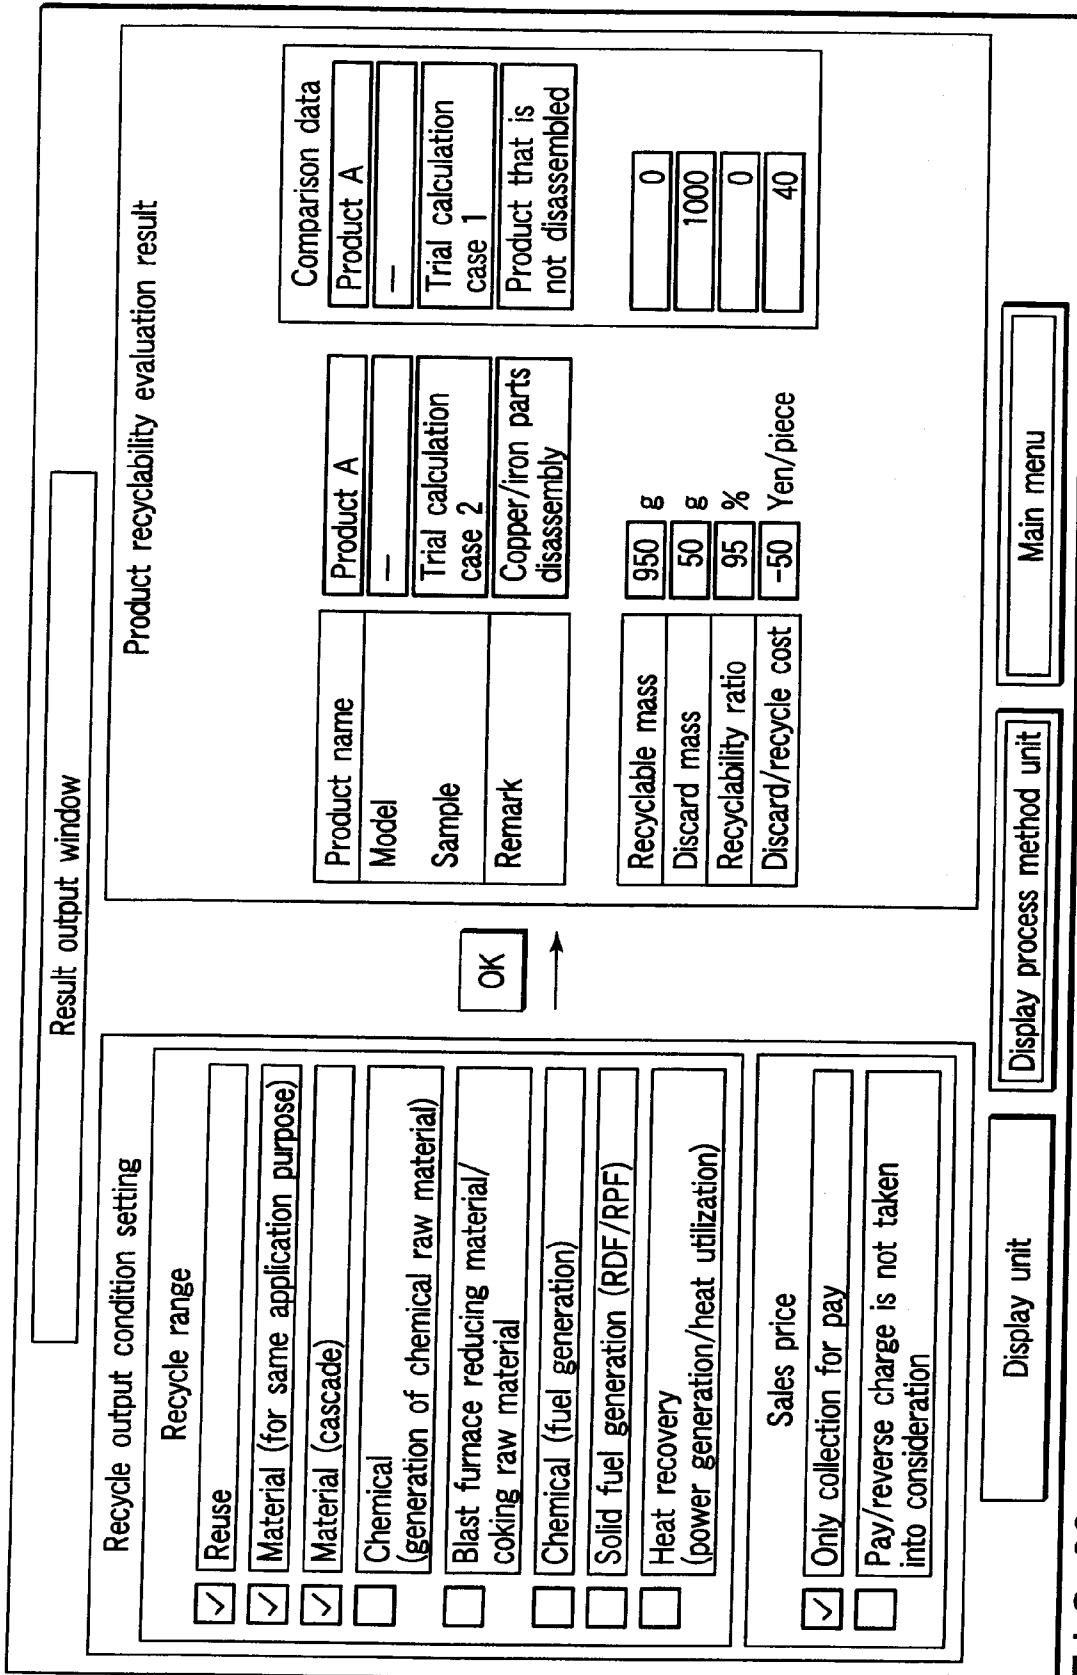 Result output window
Recycle output condition setting
Recycle range
Reuse
Material (for same application purpose)
Material (cascade)
Chemical
(generation of chemical raw material)
Blast furnace reducing material/
coking raw material
Chemical (fuel generation)
Solid fuel generation (RDF/RPF)
Heat recovery
(power generation/heat utilization)
Sales price
Only collection for pay
Pay/reverse charge is not taken
into consideration
OK
Product recyclability evaluation result
Comparison data
Product name Product A Product A
Model — —
Sample Trial calculation case 2 Trial calculation case 1
Remark Copper/iron parts disassembly Product that is not disassembled
Recyclable mass 950 g 0
Discard mass 50 g 1000
Recyclability ratio 95 % 0
Discard/recycle cost -50 Yen/piece 40
Display unit
Display process method unit
Main menu